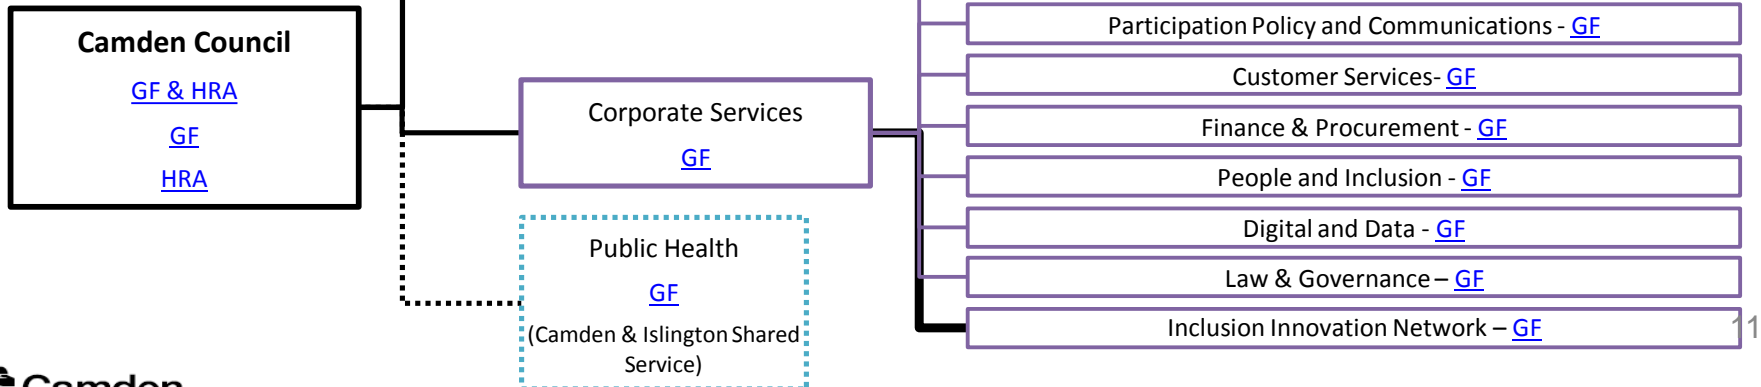 Camden Council
GF & HRA
GF
HRA
Corporate Services
GF
Public Health
GF
(Camden & Islington Shared
Service)
Participation Policy and Communications - GF
Customer Services- GF
Finance & Procurement - GF
People and Inclusion - GF
Digital and Data - GF
Law & Governance – GF
Inclusion Innovation Network – GF
11
Camden